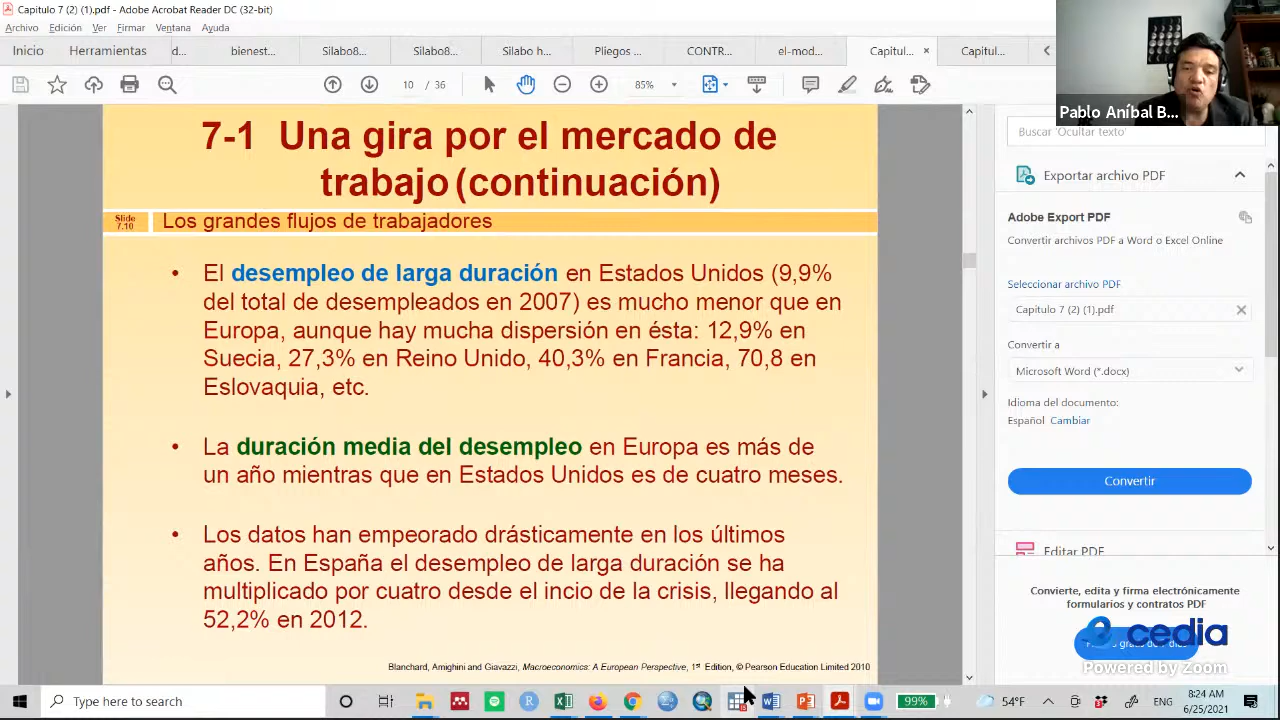 Capitulo 7 (2) (1).pdf - Adobe Acrobat Reader DC (32-bit)
Archivo Edición Ver Firmar Ventana Ayuda
Inicio Herramientas d... bienest... Silabo8... Silabo8... Silabo h... Pliegos ... CONTR... el-mod... Capitul... × Capitul...
10 / 36 85%
Pablo Aníbal B...
7-1 Una gira por el mercado de
trabajo (continuación)
Slide
7.10
Los grandes flujos de trabajadores
• El desempleo de larga duración en Estados Unidos (9,9%
del total de desempleados en 2007) es mucho menor que en
Europa, aunque hay mucha dispersión en ésta: 12,9% en
Suecia, 27,3% en Reino Unido, 40,3% en Francia, 70,8 en
Eslovaquia, etc.
• La duración media del desempleo en Europa es más de
un año mientras que en Estados Unidos es de cuatro meses.
• Los datos han empeorado drásticamente en los últimos
años. En España el desempleo de larga duración se ha
multiplicado por cuatro desde el incio de la crisis, llegando al
52,2% en 2012.
Blanchard, Amighini and Giavazzi, Macroeconomics: A European Perspective, 1st Edition, © Pearson Education Limited 2010
Buscar 'Ocultar texto'
Exportar archivo PDF
Adobe Export PDF
Convertir archivos PDF a Word o Excel Online
Seleccionar archivo PDF
Capitulo 7 (2) (1).pdf
Convertir a
Microsoft Word (*.docx)
Idioma del documento:
Español Cambiar
Convertir
Editar PDF
Convierte, edita y firma electrónicamente
formularios y contratos PDF
cedia
Powered by Zoom
Type here to search
99%
54°F
8:24 AM
6/25/2021